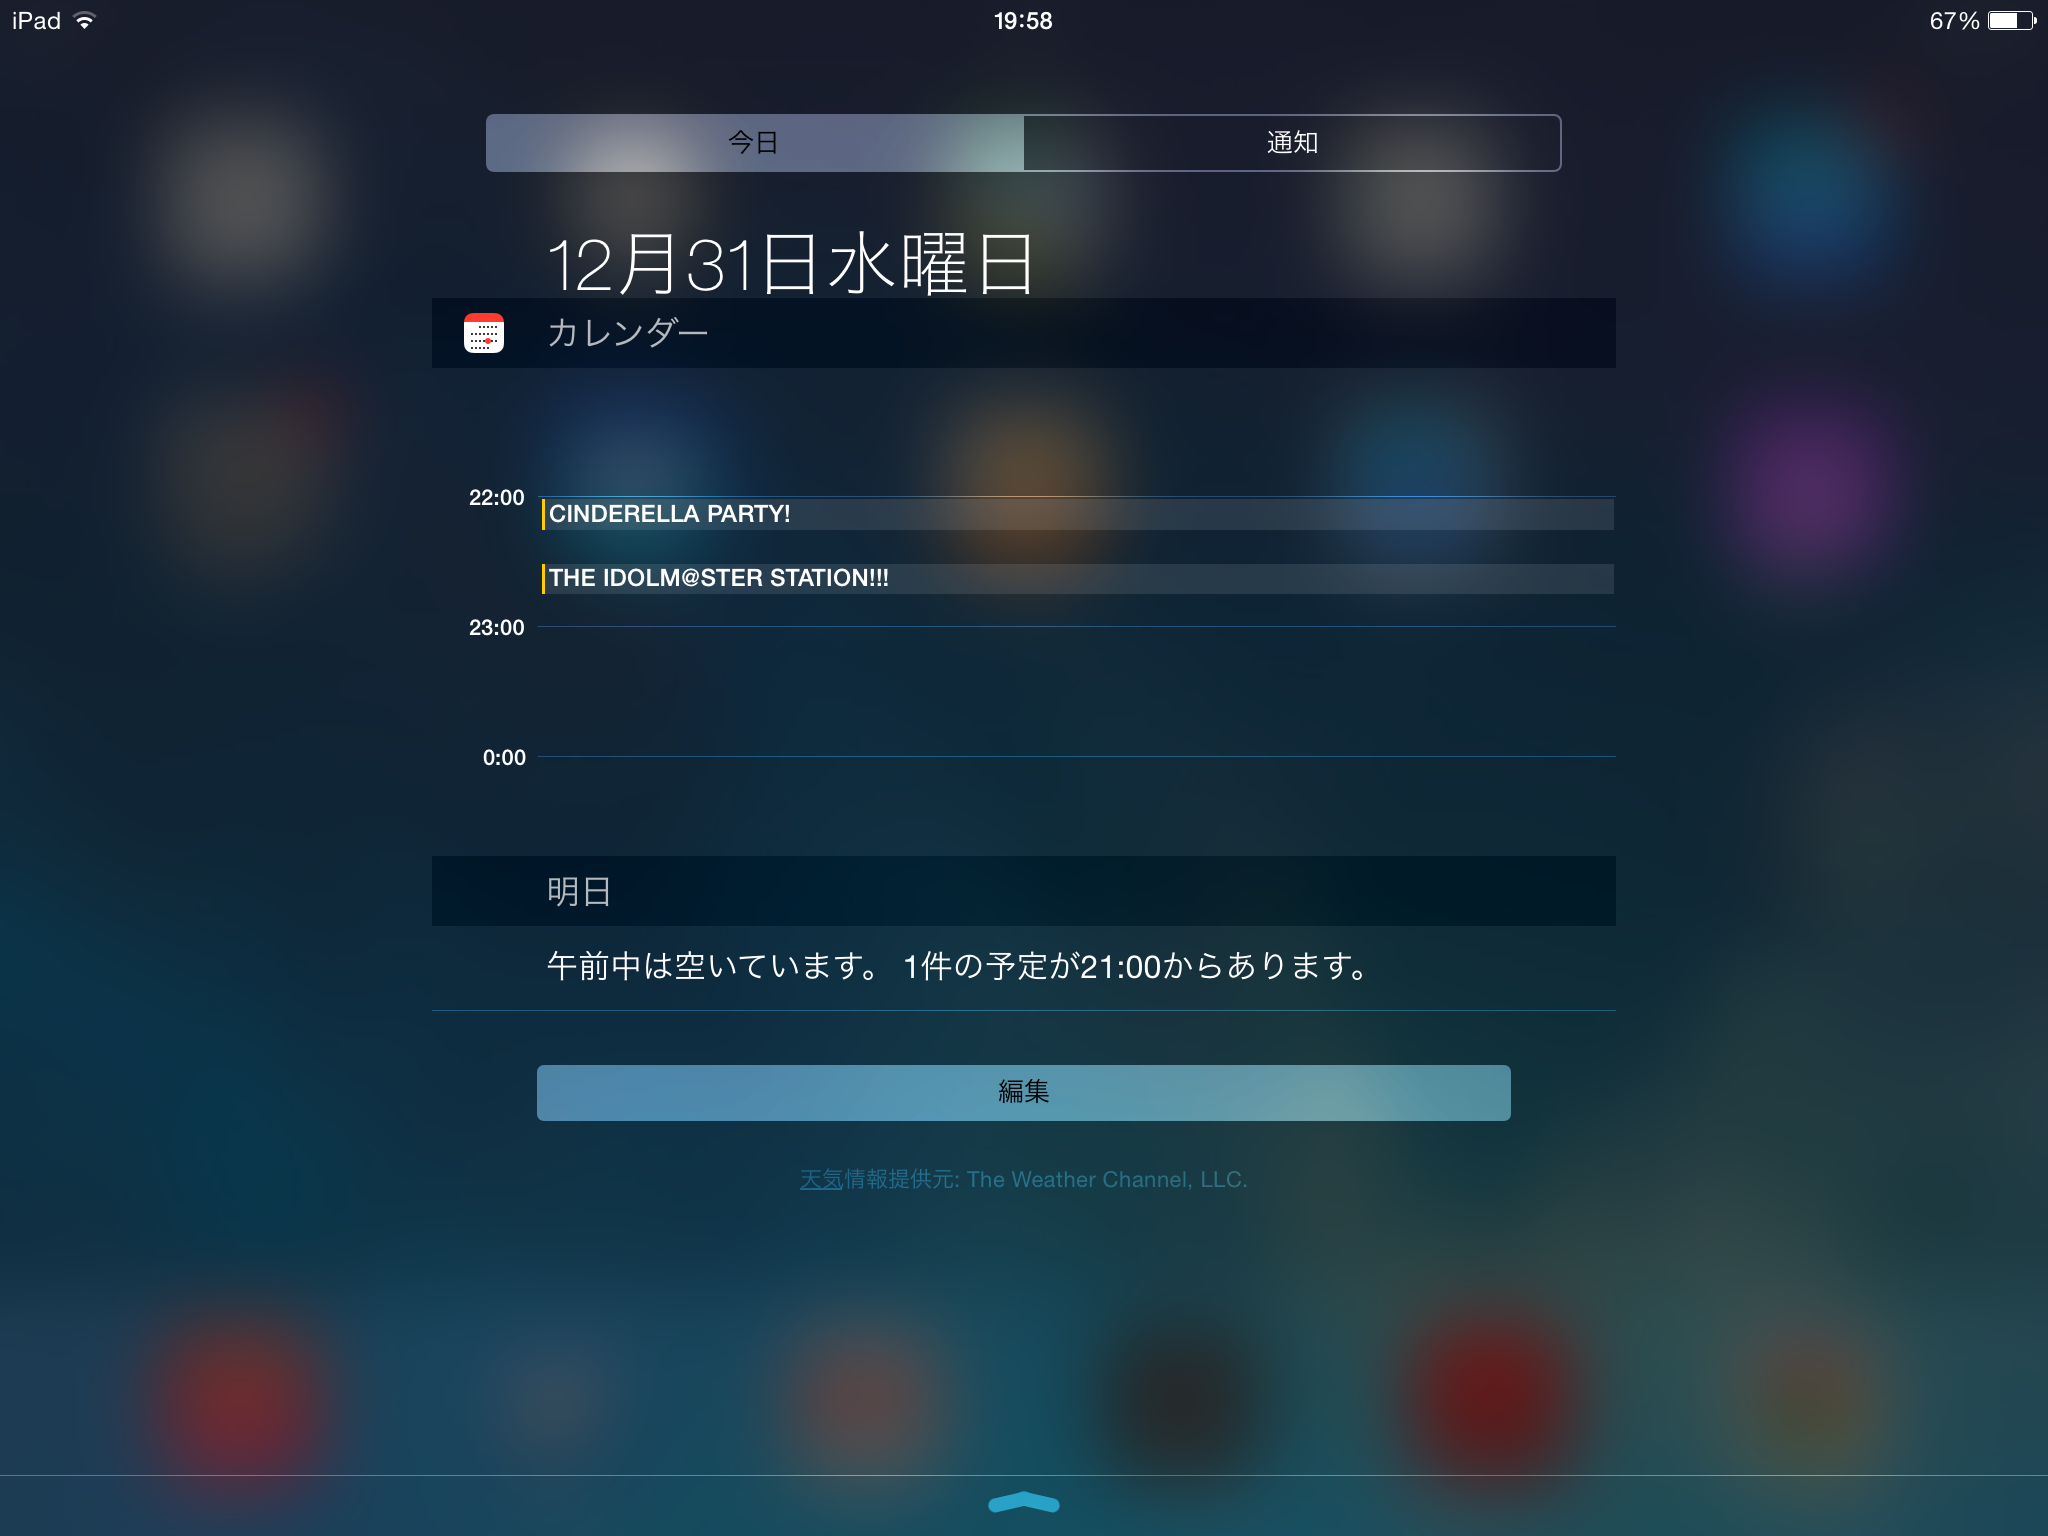 iPad 19:58 67%
今日 通知
12月31日水曜日
カレンダー
22:00
CINDERELLA PARTY!
THE IDOLM@STER STATION!!!
23:00
0:00
明日
午前中は空いています。 1件の予定が21:00からあります。
編集
天気情報提供元: The Weather Channel, LLC.